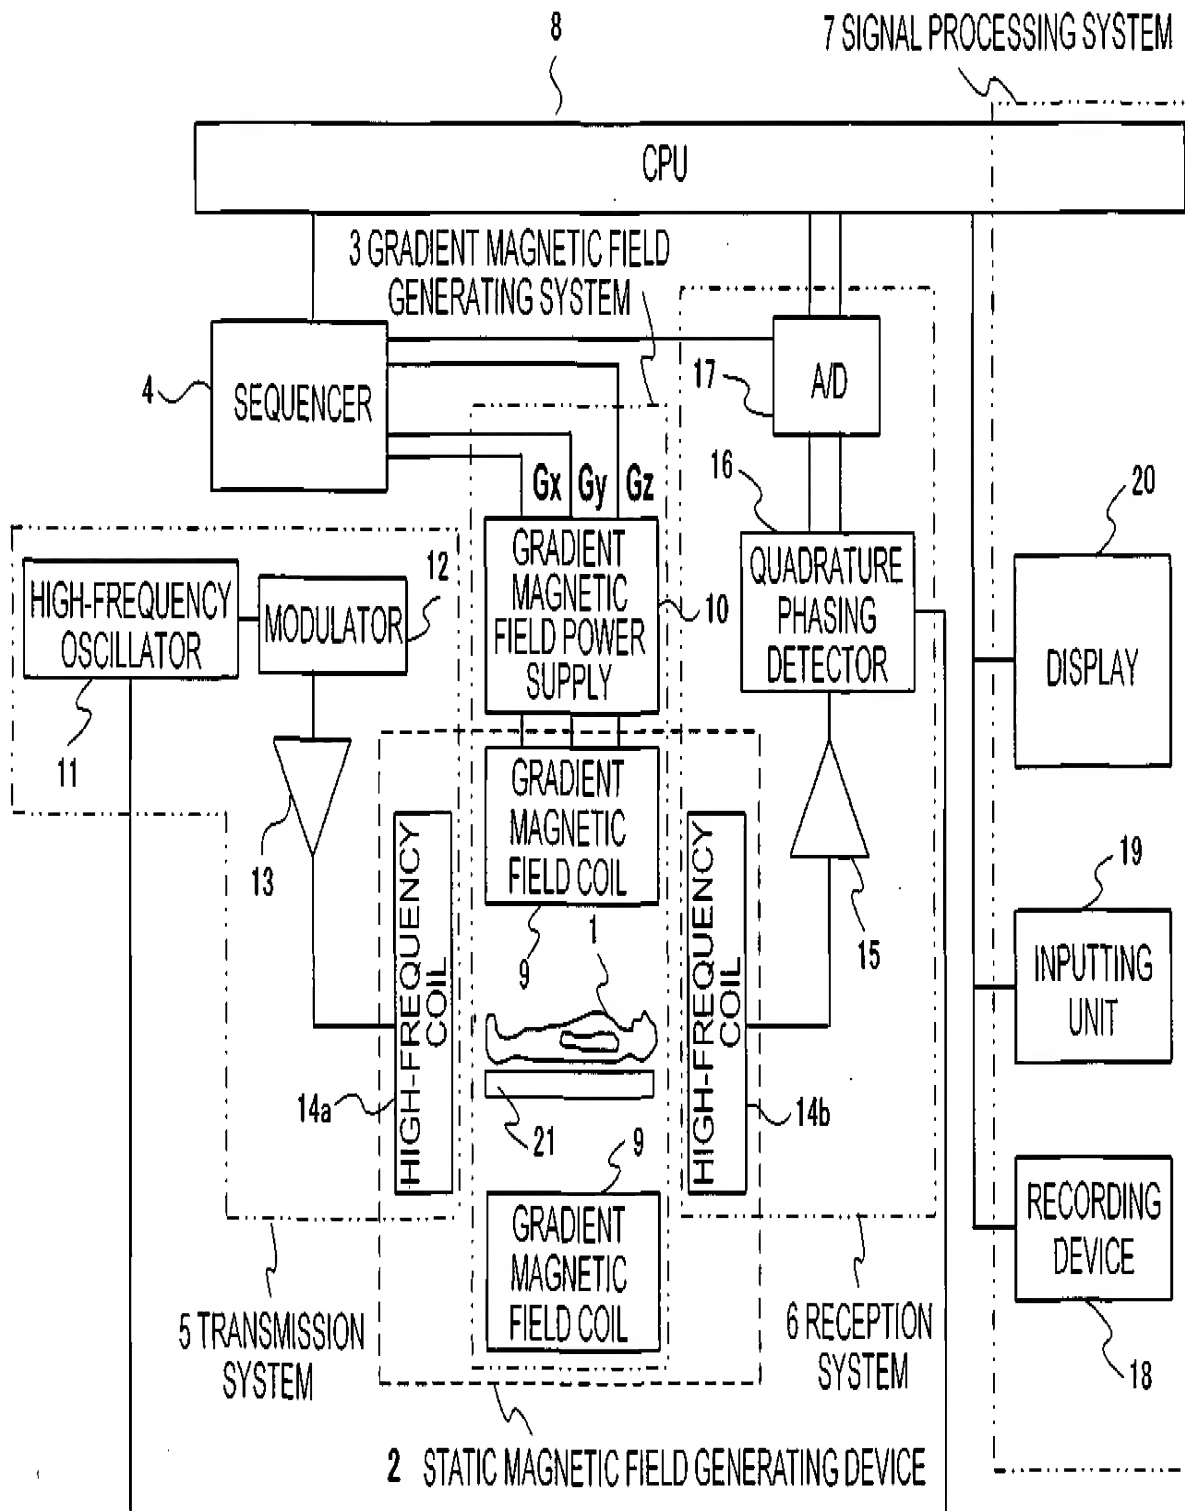 8
7 SIGNAL PROCESSING SYSTEM
CPU
3 GRADIENT MAGNETIC FIELD
GENERATING SYSTEM
4
SEQUENCER
17
A/D
Gx Gy Gz
16
20
HIGH-FREQUENCY
OSCILLATOR
MODULATOR
12
GRADIENT
MAGNETIC
FIELD POWER
SUPPLY
10
QUADRATURE
PHASING
DETECTOR
DISPLAY
11
13
HIGH-FREQUENCY
COIL
GRADIENT
MAGNETIC
FIELD COIL
HIGH-FREQUENCY
COIL
15
19
9
1
INPUTTING
UNIT
14a
21
14b
9
GRADIENT
MAGNETIC
FIELD COIL
RECORDING
DEVICE
5 TRANSMISSION
SYSTEM
6 RECEPTION
SYSTEM
18
2 STATIC MAGNETIC FIELD GENERATING DEVICE